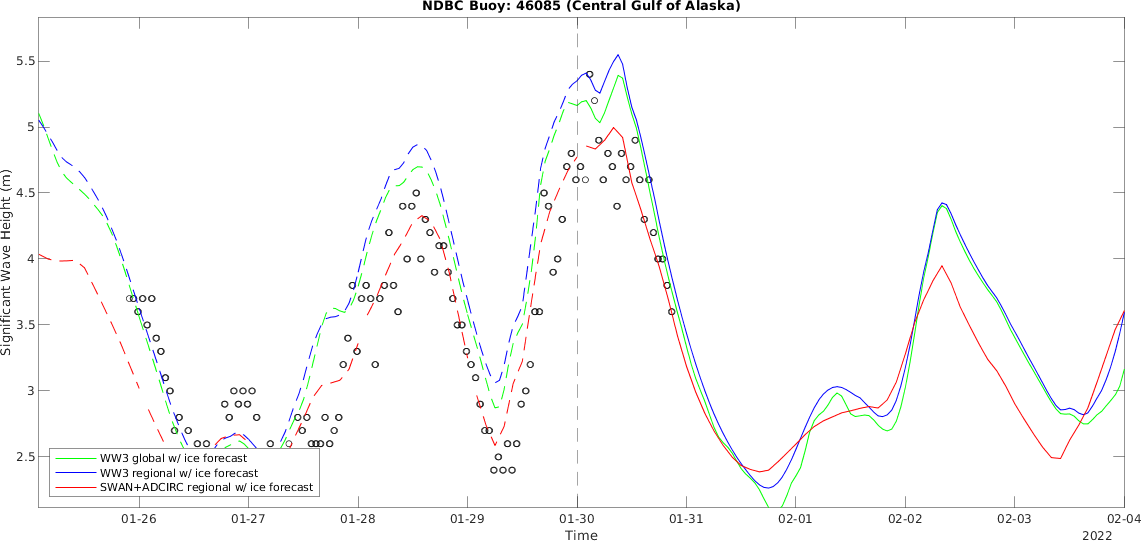 NDBC Buoy: 46085 (Central Gulf of Alaska)
Significant Wave Height (m)
5.5
5
4.5
4
3.5
3
2.5
WW3 global w/ ice forecast
WW3 regional w/ ice forecast
SWAN+ADCIRC regional w/ ice forecast
01-26 01-27 01-28 01-29 01-30 01-31 02-01 02-02 02-03 02-04
Time
2022